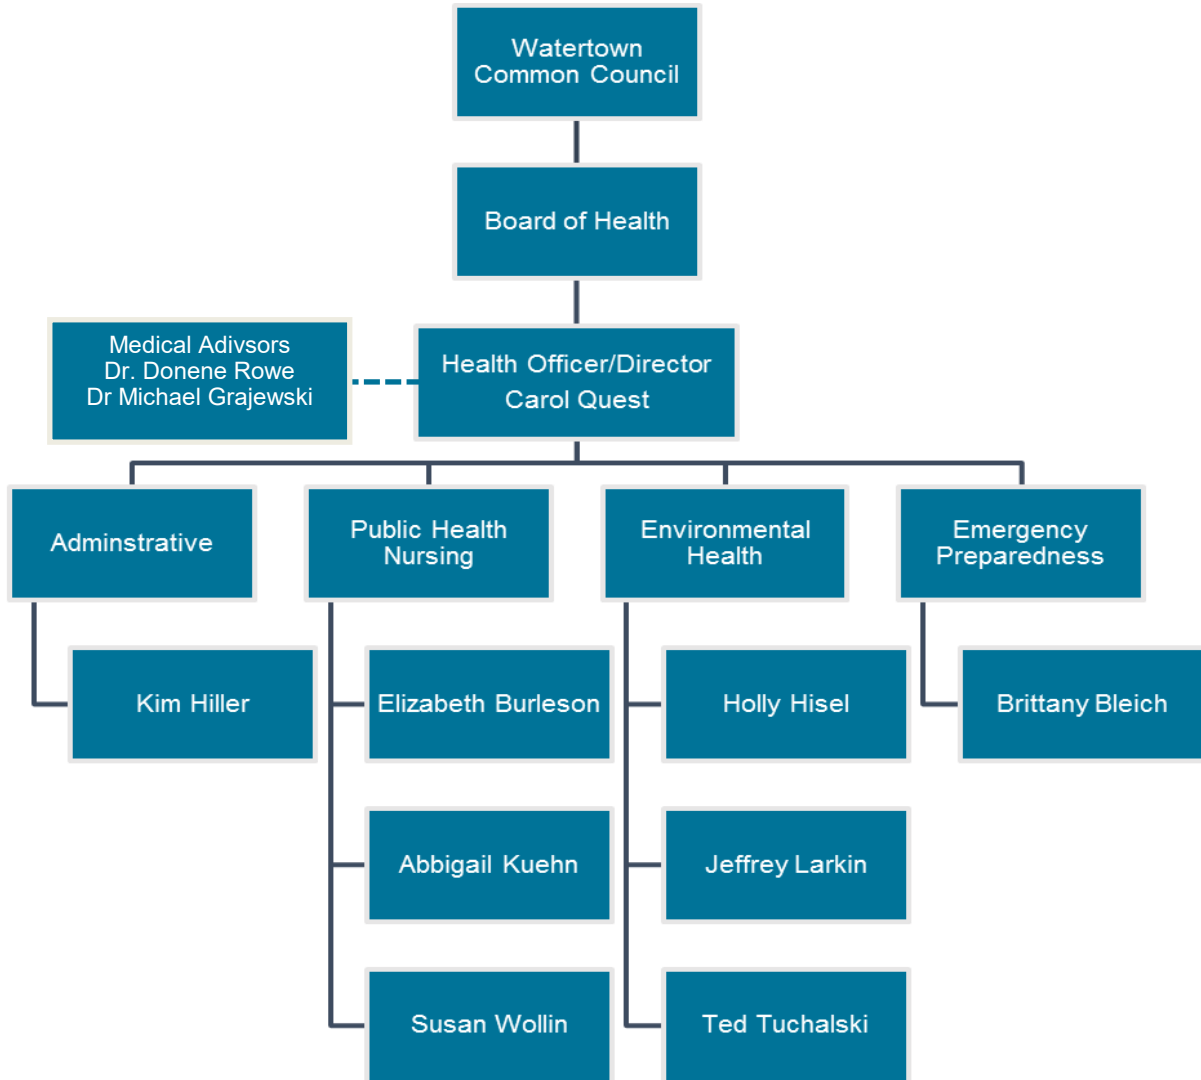 Watertown
Common Council
Board of Health
Medical Adivsors
Dr. Donene Rowe
Dr Michael Grajewski
Health Officer/Director
Carol Quest
Adminstrative
Public Health
Nursing
Environmental
Health
Emergency
Preparedness
Kim Hiller
Elizabeth Burleson
Holly Hisel
Brittany Bleich
Abbigail Kuehn
Jeffrey Larkin
Susan Wollin
Ted Tuchalski